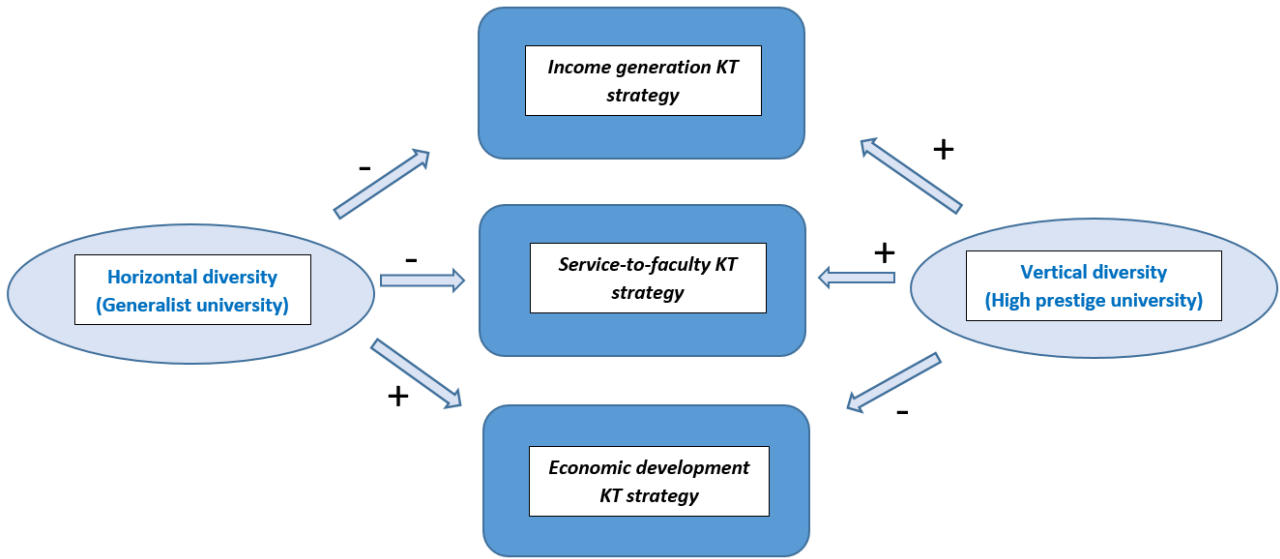 Income generation KT
strategy
-
+
Horizontal diversity
(Generalist university)
-
Service-to-faculty KT
strategy
+
Vertical diversity
(High prestige university)
+
-
Economic development
KT strategy